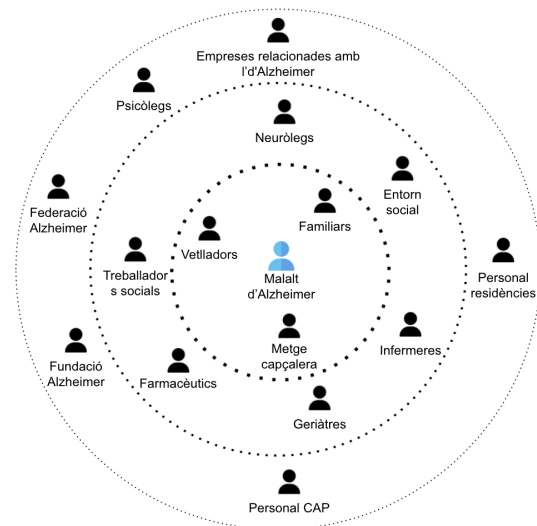 Empreses relacionades amb
l'd'Alzheimer
Psicòlegs
Neuròlegs
Entorn
social
Federació
Alzheimer
Familiars
Vetlladors
Treballador
s socials
Malalt
d'Alzheimer
Personal
residències
Metge
capçalera
Infermeres
Fundació
Alzheimer
Farmacèutics
Geriàtres
Personal CAP